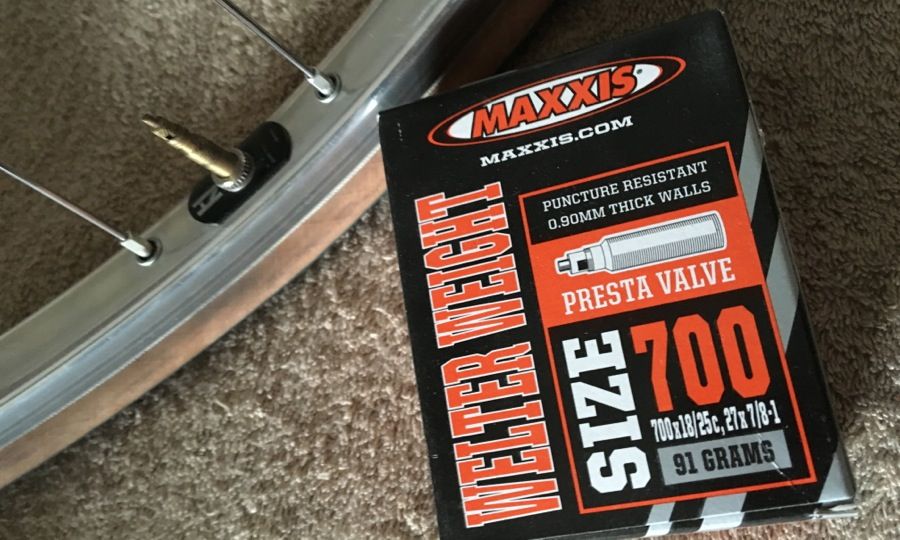 MAXXIS
MAXXIS.COM
WELTER WEIGHT
PUNCTURE RESISTANT
0.90MM THICK WALLS
PRESTA VALVE
SIZE 700
700x18/25c, 27x7/8-1
91 GRAMS